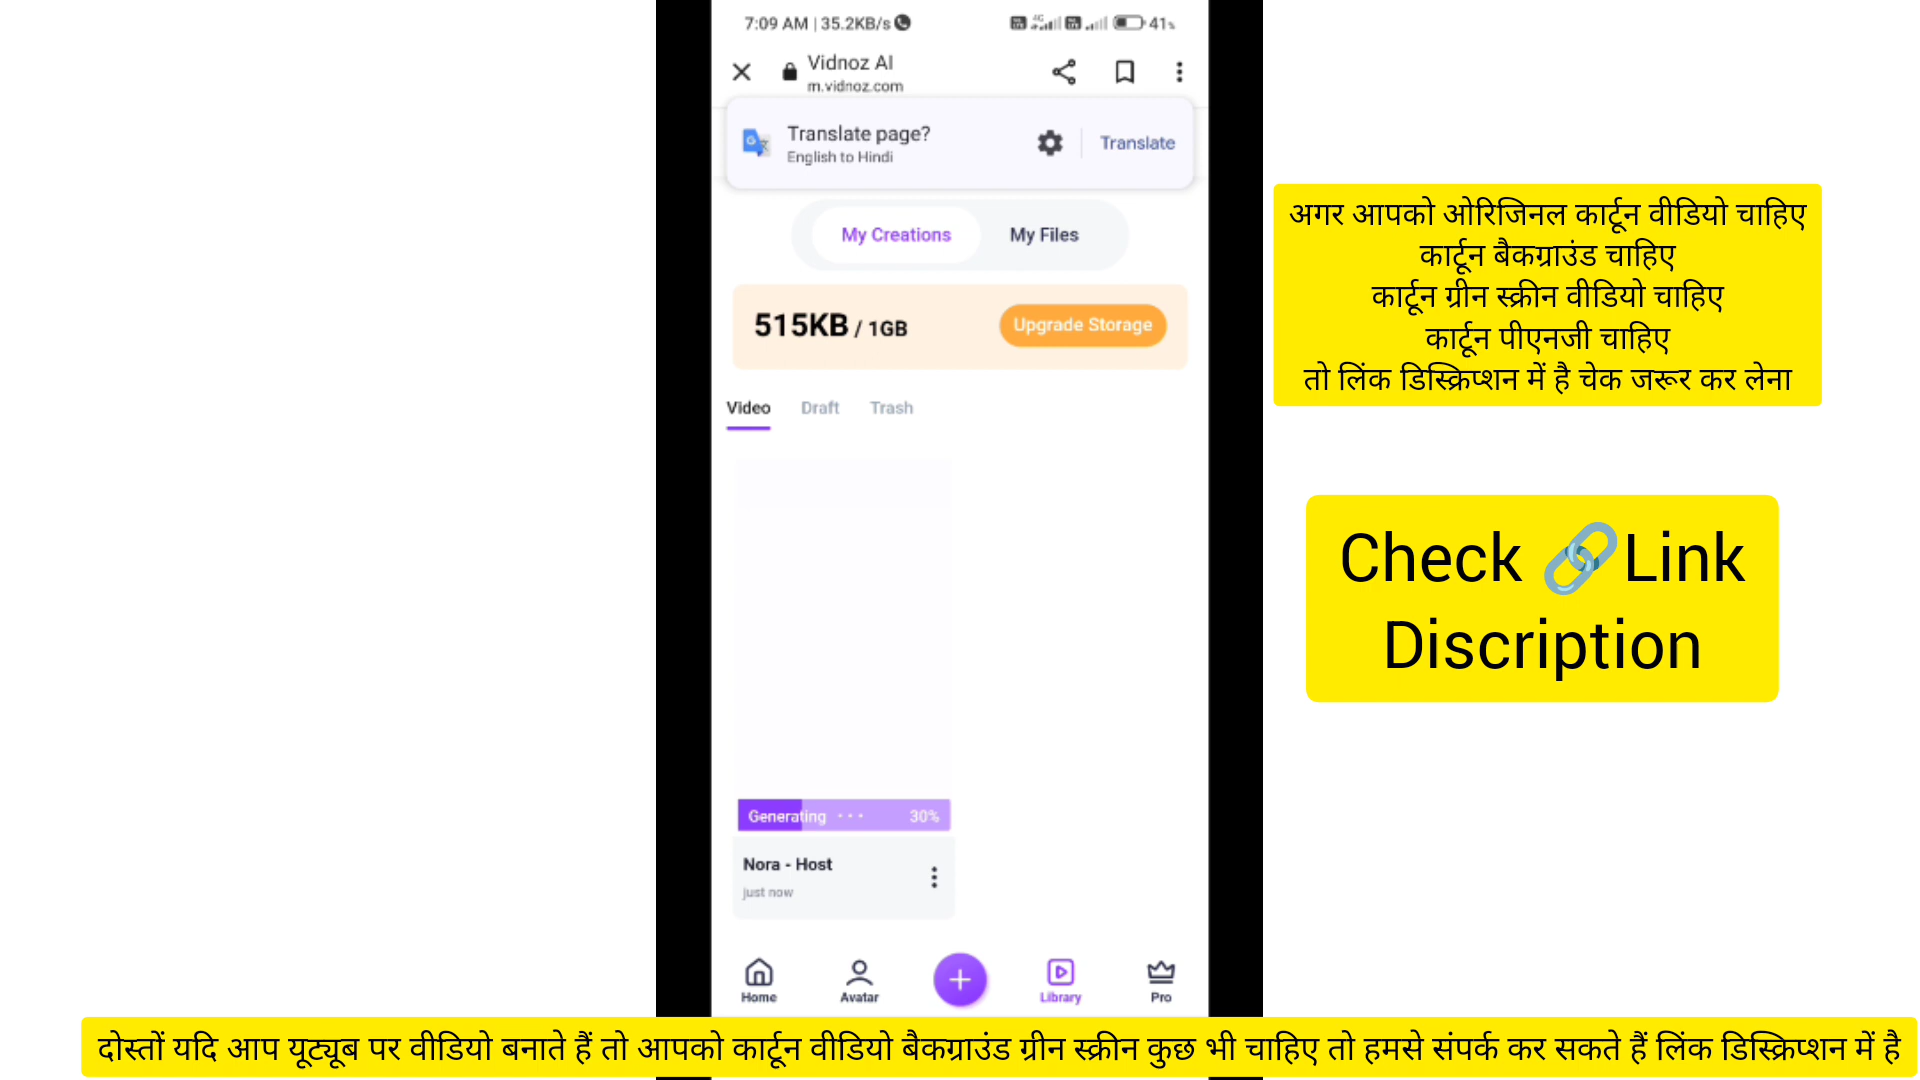 7:09 AM | 35.2KB/s
41%
Vidnoz AI
m.vidnoz.com
Translate page?
English to Hindi
Translate
My Creations
My Files
515KB / 1GB
Upgrade Storage
Video
Draft
Trash
Generating
30%
Nora - Host
just now
Home
Avatar
Library
Pro
अगर आपको ओरिजिनल कार्टून वीडियो चाहिए
कार्टून बैकग्राउंड चाहिए
कार्टून ग्रीन स्क्रीन वीडियो चाहिए
कार्टून पीएनजी चाहिए
तो लिंक डिस्क्रिप्शन में है चेक जरूर कर लेना
Check 🔗Link
Discription
दोस्तों यदि आप यूट्यूब पर वीडियो बनाते हैं तो आपको कार्टून वीडियो बैकग्राउंड ग्रीन स्क्रीन कुछ भी चाहिए तो हमसे संपर्क कर सकते हैं लिंक डिस्क्रिप्शन में है